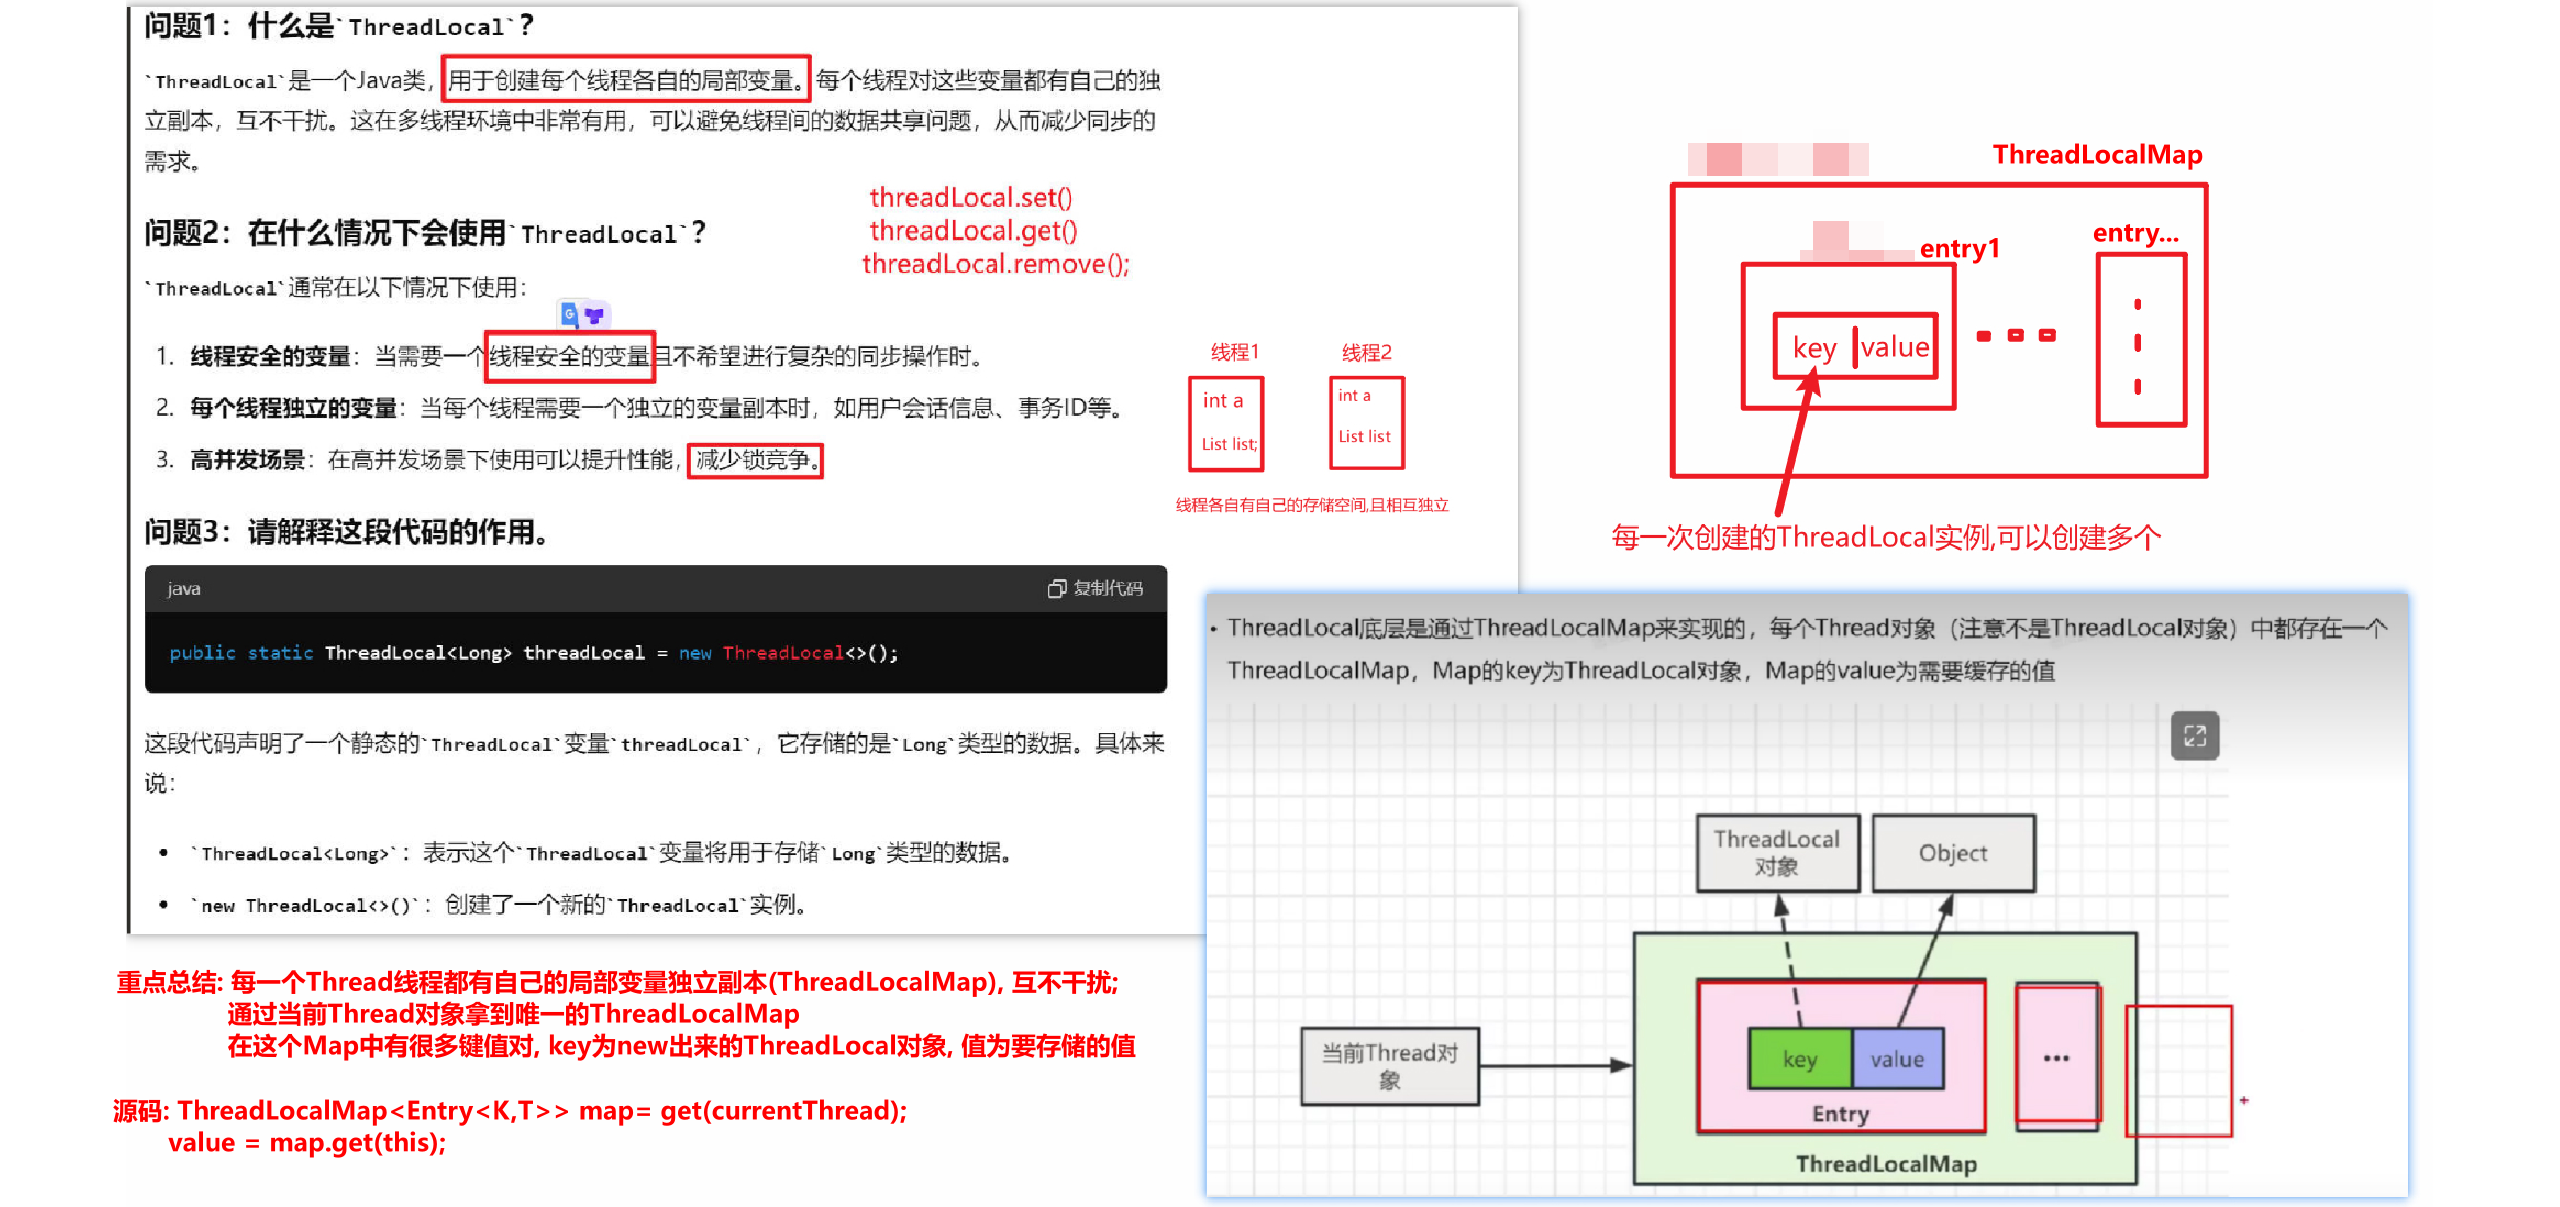 问题1：什么是`ThreadLocal`？
`ThreadLocal`是一个Java类，用于创建每个线程各自的局部变量。每个线程对这些变量都有自己的独
立副本，互不干扰。这在多线程环境中非常有用，可以避免线程间的数据共享问题，从而减少同步的
需求。
threadLocal.set()
threadLocal.get()
threadLocal.remove();
问题2：在什么情况下会使用`ThreadLocal`？
`ThreadLocal`通常在以下情况下使用：
1. 线程安全的变量：当需要一个线程安全的变量且不希望进行复杂的同步操作时。
2. 每个线程独立的变量：当每个线程需要一个独立的变量副本时，如用户会话信息、事务ID等。
3. 高并发场景：在高并发场景下使用可以提升性能，减少锁竞争。
线程1
int a
List list;
线程2
int a
List list
线程各自有自己的存储空间,且相互独立
问题3：请解释这段代码的作用。
java
复制代码
public static ThreadLocal<Long> threadLocal = new ThreadLocal<>();
这段代码声明了一个静态的`ThreadLocal`变量`threadLocal`，它存储的是`Long`类型的数据。具体来
说：
• `ThreadLocal<Long>`：表示这个`ThreadLocal`变量将用于存储`Long`类型的数据。
• `new ThreadLocal<>()`：创建了一个新的`ThreadLocal`实例。
重点总结: 每一个Thread线程都有自己的局部变量独立副本(ThreadLocalMap), 互不干扰;
通过当前Thread对象拿到唯一的ThreadLocalMap
在这个Map中有很多键值对, key为new出来的ThreadLocal对象, 值为要存储的值
源码: ThreadLocalMap<Entry<K,T>> map= get(currentThread);
value = map.get(this);
ThreadLocalMap
entry1
entry...
key
value
每一次创建的ThreadLocal实例,可以创建多个
• ThreadLocal底层是通过ThreadLocalMap来实现的，每个Thread对象（注意不是ThreadLocal对象）中都存在一个
ThreadLocalMap，Map的key为ThreadLocal对象，Map的value为需要缓存的值
ThreadLocal
对象
Object
当前Thread对
象
key
value
•••
Entry
ThreadLocalMap